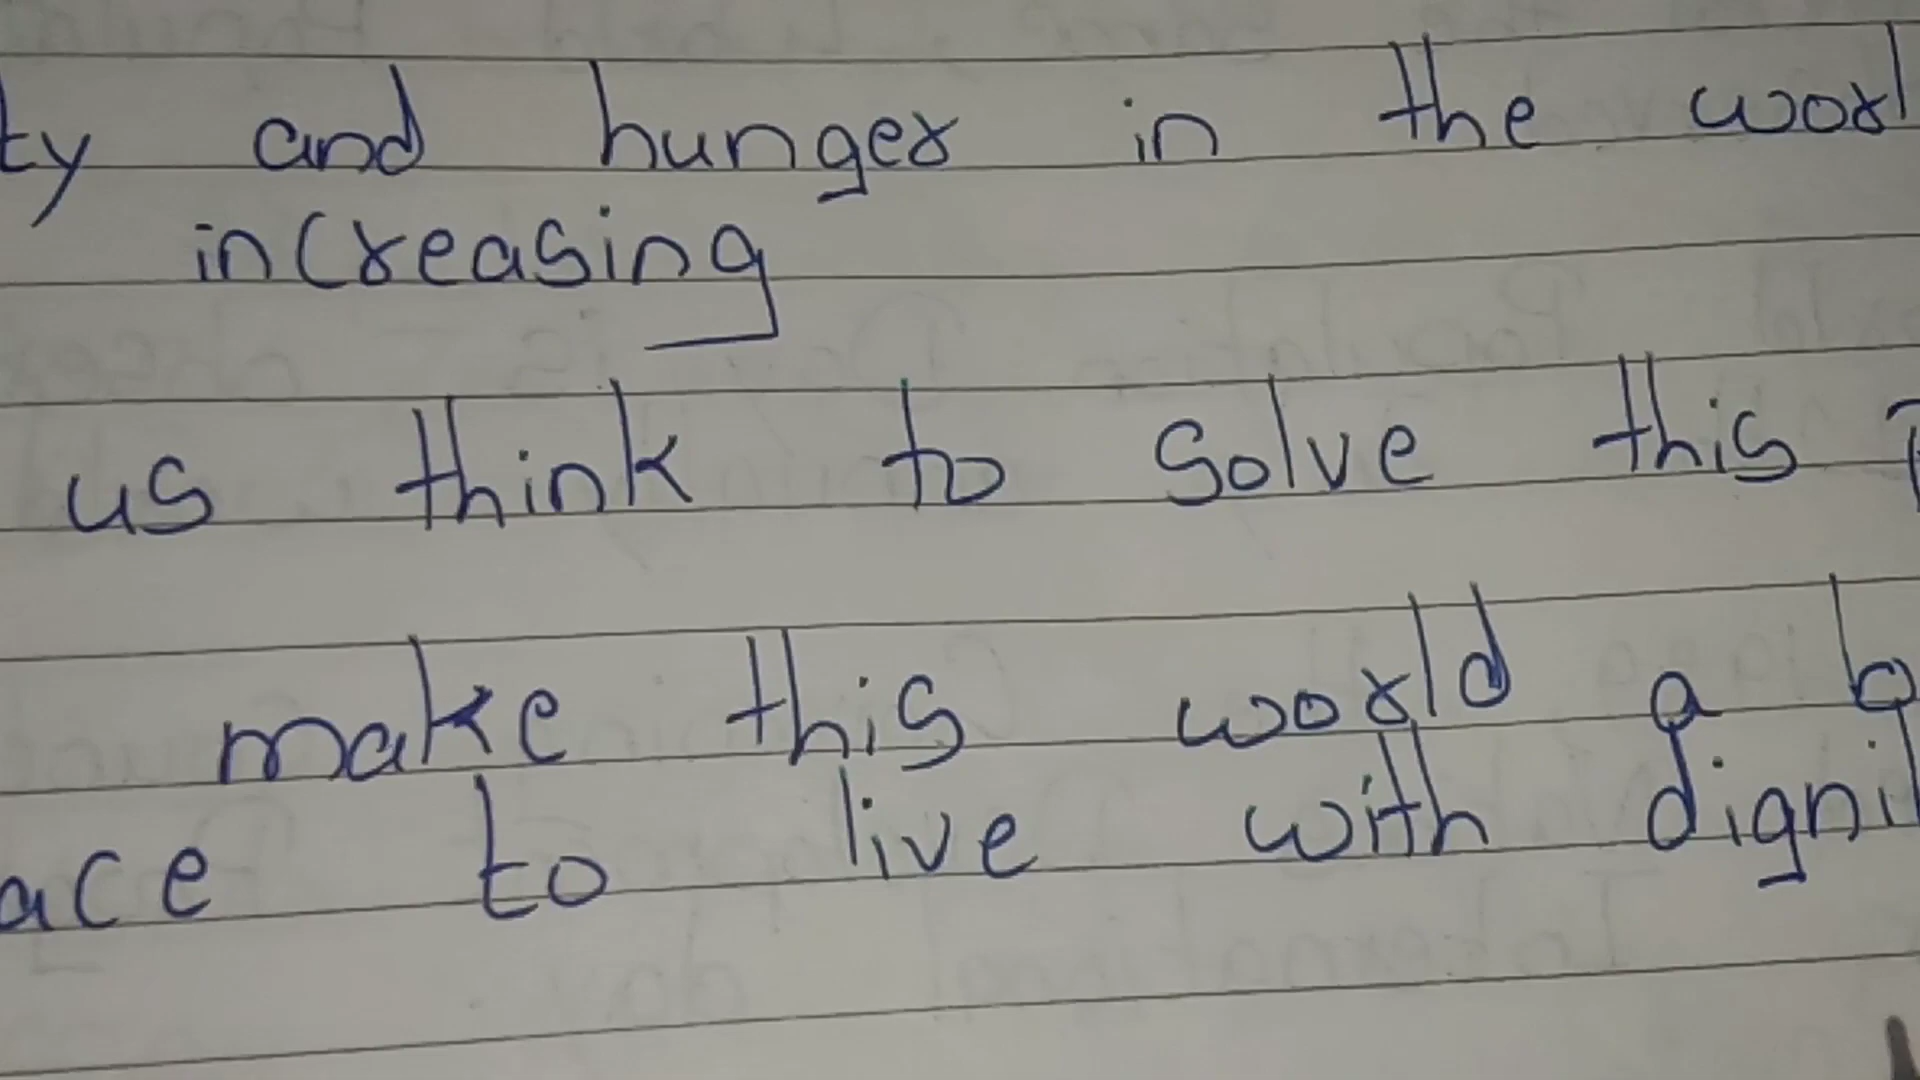 ty and hunger in the worl
increasing
us think to solve this
make this world a b
ace to live with digni